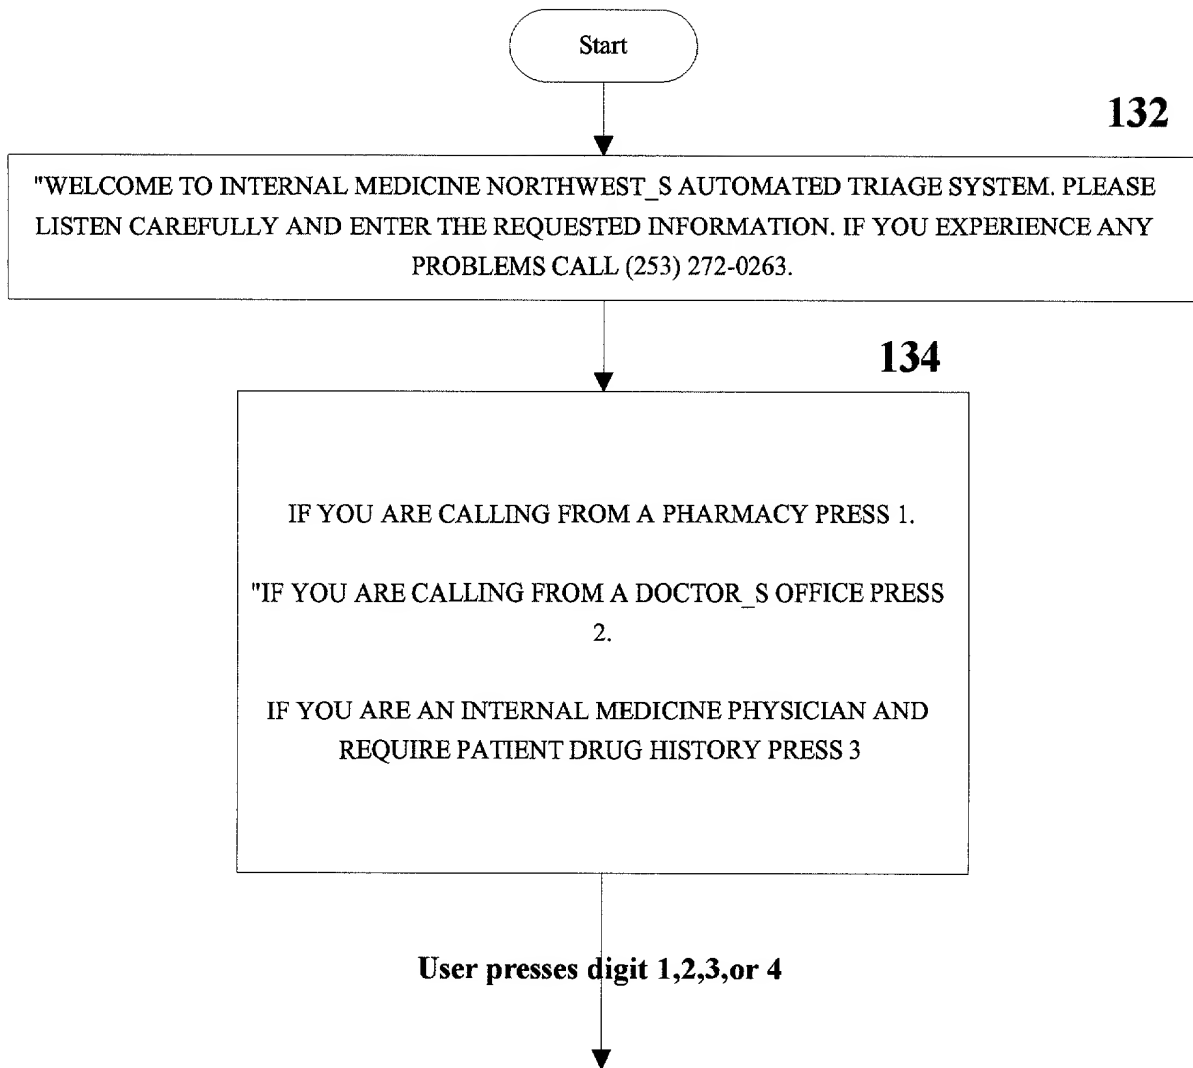 Start
132
"WELCOME TO INTERNAL MEDICINE NORTHWEST_S AUTOMATED TRIAGE SYSTEM. PLEASE
LISTEN CAREFULLY AND ENTER THE REQUESTED INFORMATION. IF YOU EXPERIENCE ANY
PROBLEMS CALL (253) 272-0263.
134
IF YOU ARE CALLING FROM A PHARMACY PRESS 1.
"IF YOU ARE CALLING FROM A DOCTOR_S OFFICE PRESS
2.
IF YOU ARE AN INTERNAL MEDICINE PHYSICIAN AND
REQUIRE PATIENT DRUG HISTORY PRESS 3
User presses digit 1,2,3,or 4